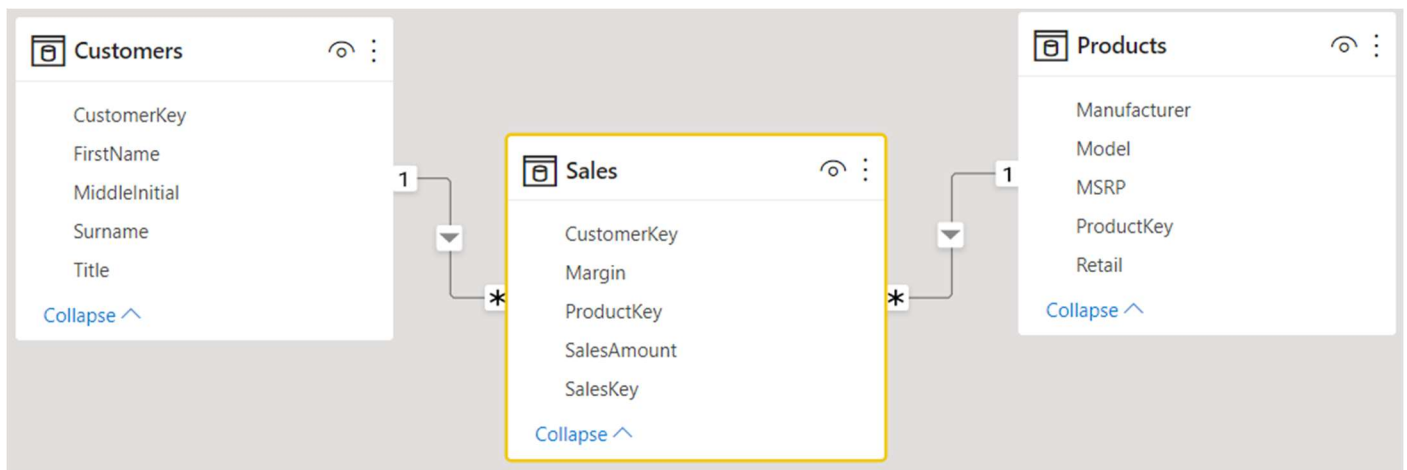 Customers
CustomerKey
FirstName
MiddleInitial
Surname
Title
Collapse
1
*
Sales
CustomerKey
Margin
ProductKey
SalesAmount
SalesKey
Collapse
*
1
Products
Manufacturer
Model
MSRP
ProductKey
Retail
Collapse